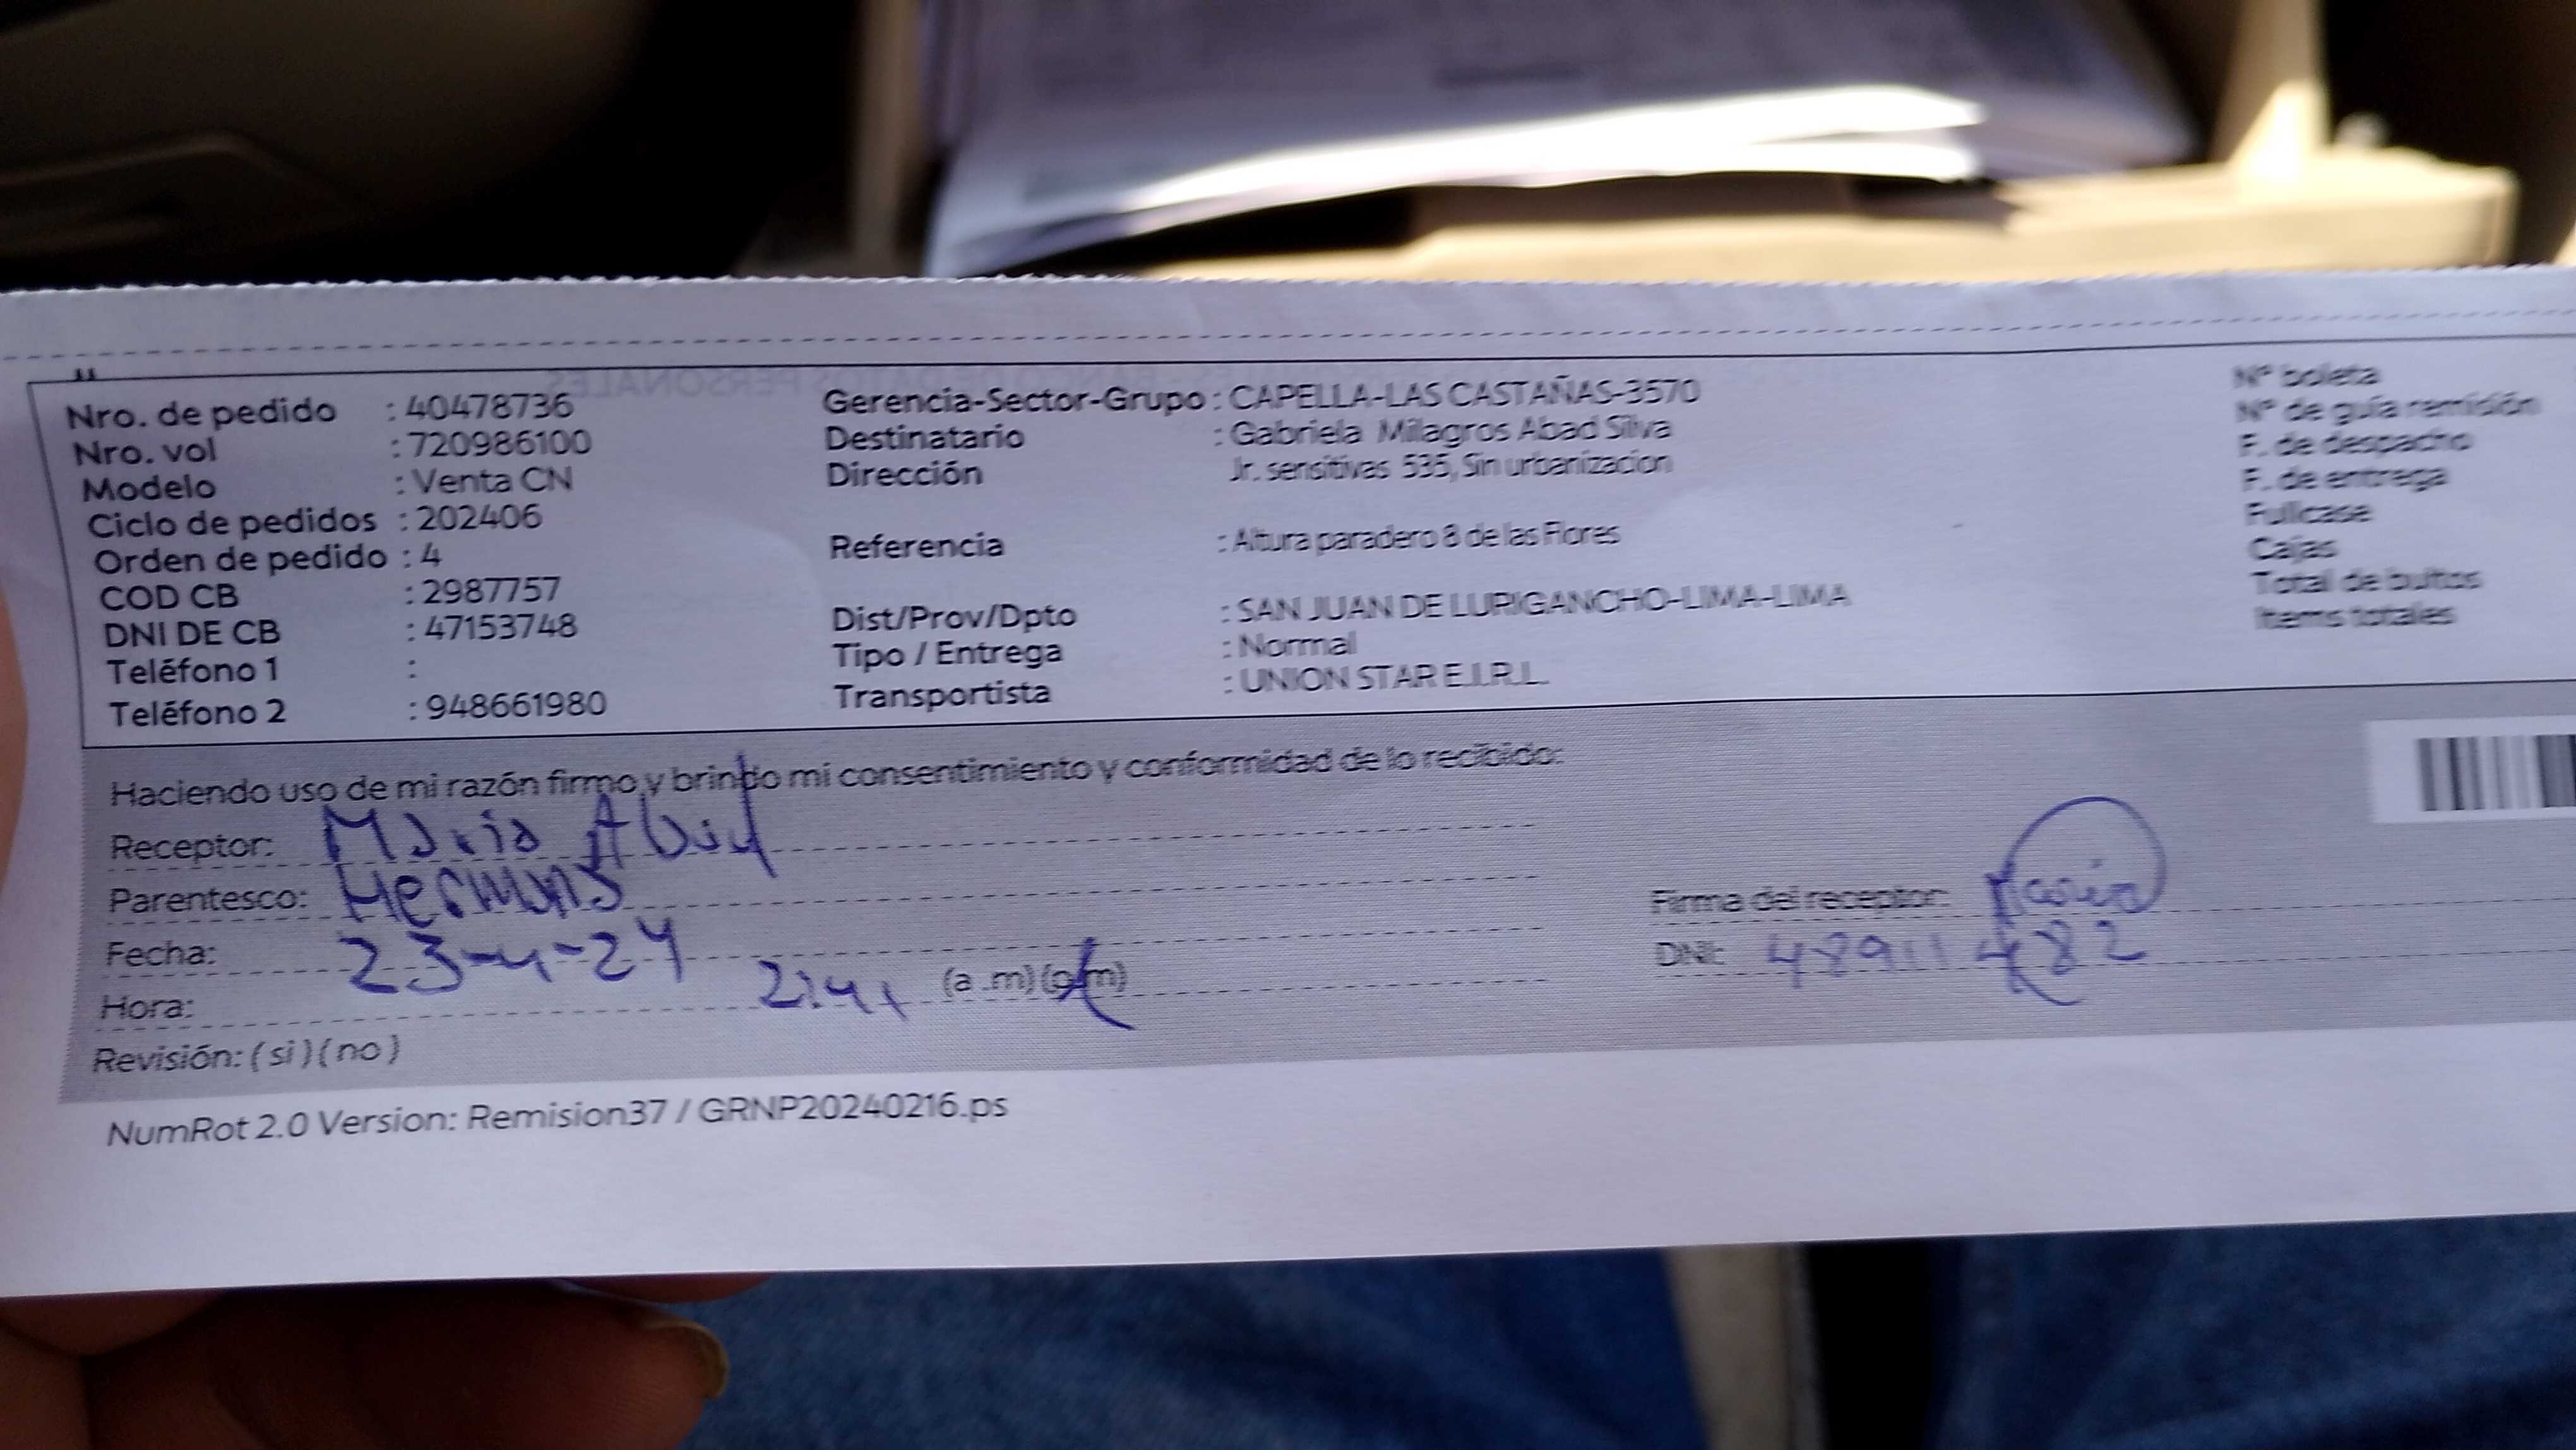 Nro. de pedido : 40478736
Nro. vol : 720986100
Modelo : Venta CN
Ciclo de pedidos : 202406
Orden de pedido : 4
COD CB : 2987757
DNI DE CB : 47153748
Teléfono 1 :
Teléfono 2 : 948661980
Gerencia-Sector-Grupo : CAPELLA-LAS CASTAÑAS-3570
Destinatario : Gabriela Milagros Abad Silva
Dirección Jr. sensitivas 535, Sin urbanizacion
Referencia : Altura paradero 8 de las Flores
Dist/Prov/Dpto : SAN JUAN DE LURIGANCHO-LIMA-LIMA
Tipo / Entrega : Normal
Transportista : UNION STAR E.I.R.L.
N° boleta
N° de guía remisión
F. de despacho
F. de entrega
Fullcase
Cajas
Total de bultos
Items totales
Haciendo uso de mi razón firmo y brindo mi consentimiento y conformidad de lo recibido:
Receptor: Maria Abad
Parentesco: Hermana
Fecha: 23-4-24
Hora: (a .m) (p.m)
Revisión: ( si ) ( no )
Firma del receptor: Maria
DNI: 48911482
NumRot 2.0 Version: Remision37 / GRNP20240216.ps